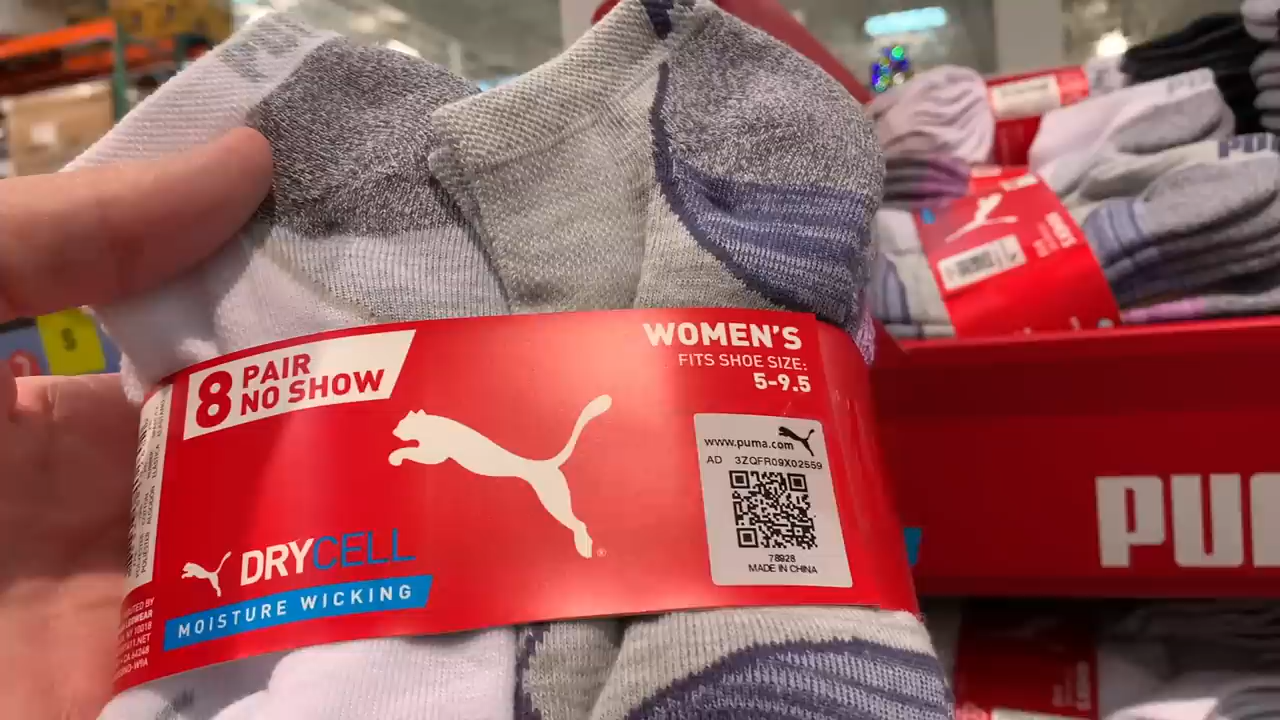 8 PAIR
NO SHOW
WOMEN'S
FITS SHOE SIZE:
5-9.5
www.puma.com
AD 3ZQFR09X02559
78928
MADE IN CHINA
DRYCELL
MOISTURE WICKING
PU